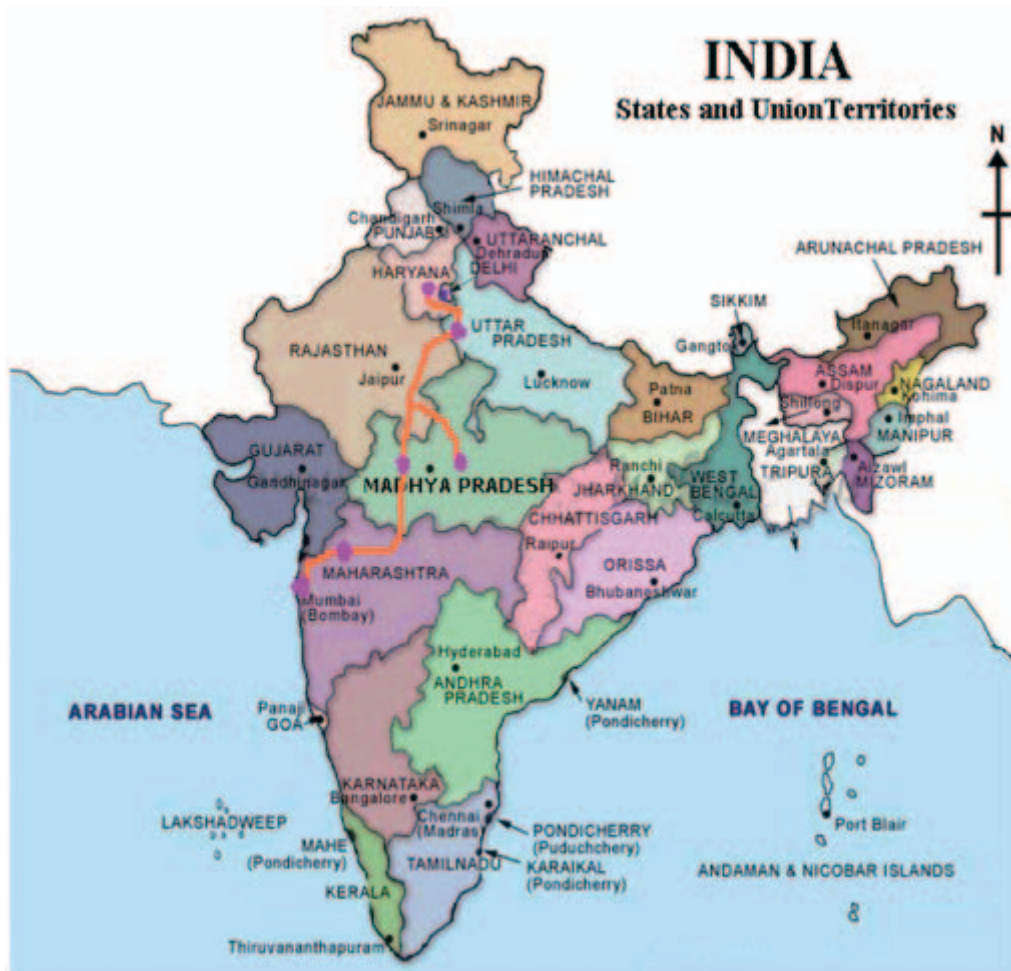 INDIA
States and UnionTerritories
N
JAMMU & KASHMIR
Srinagar
HIMACHAL
PRADESH
Shimla
Chandigarh
PUNJAB
UTTARANCHAL
Dehradun
DELHI
HARYANA
ARUNACHAL PRADESH
SIKKIM
Itanagar
Gangtok
UTTAR
PRADESH
RAJASTHAN
Jaipur
Lucknow
ASSAM
Dispur
NAGALAND
Kohima
Patna
BIHAR
Shillong
MEGHALAYA
Imphal
MANIPUR
Agartala
TRIPURA
Aizawl
MIZORAM
GUJARAT
Gandhinagar
MADHYA PRADESH
Ranchi
JHARKHAND
WEST
BENGAL
Calcutta
CHHATTISGARH
Raipur
ORISSA
Bhubaneshwar
MAHARASHTRA
Mumbai
(Bombay)
Hyderabad
ANDHRA
PRADESH
YANAM
(Pondicherry)
ARABIAN SEA
BAY OF BENGAL
Panaji
GOA
KARNATAKA
Bangalore
Chennai
(Madras)
LAKSHADWEEP
MAHE
(Pondicherry)
PONDICHERRY
(Puduchchery)
TAMILNADU
KARAIKAL
(Pondicherry)
KERALA
Port Blair
ANDAMAN & NICOBAR ISLANDS
Thiruvananthapuram